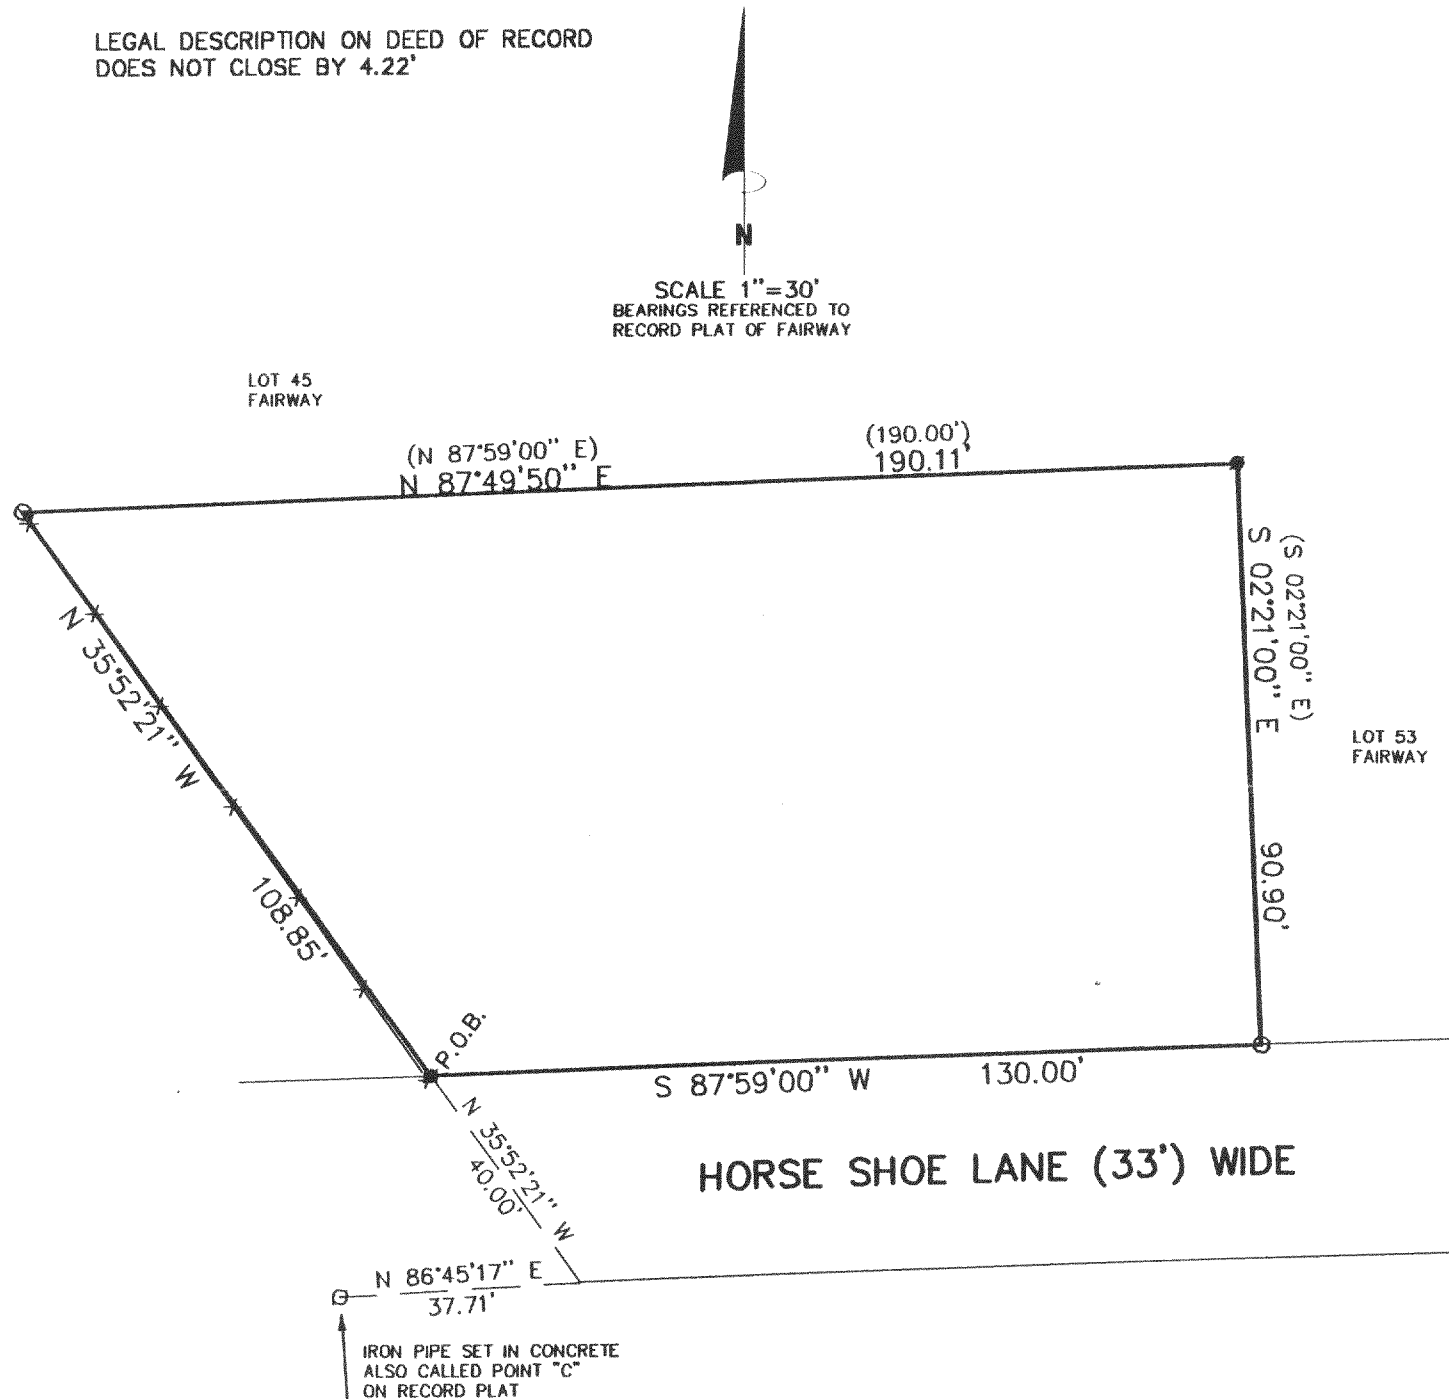 LEGAL DESCRIPTION ON DEED OF RECORD
DOES NOT CLOSE BY 4.22'
N
SCALE 1"=30'
BEARINGS REFERENCED TO
RECORD PLAT OF FAIRWAY
LOT 45
FAIRWAY
(N 87°59'00" E)
N 87°49'50" E
(190.00')
190.11'
(S 02°21'00" E)
S 02°21'00" E
90.90'
LOT 53
FAIRWAY
N 35°52'21" W
108.85'
P.O.B.
S 87°59'00" W
130.00'
N 35°52'21" W
40.00'
HORSE SHOE LANE (33') WIDE
N 86°45'17" E
37.71'
IRON PIPE SET IN CONCRETE
ALSO CALLED POINT "C"
ON RECORD PLAT